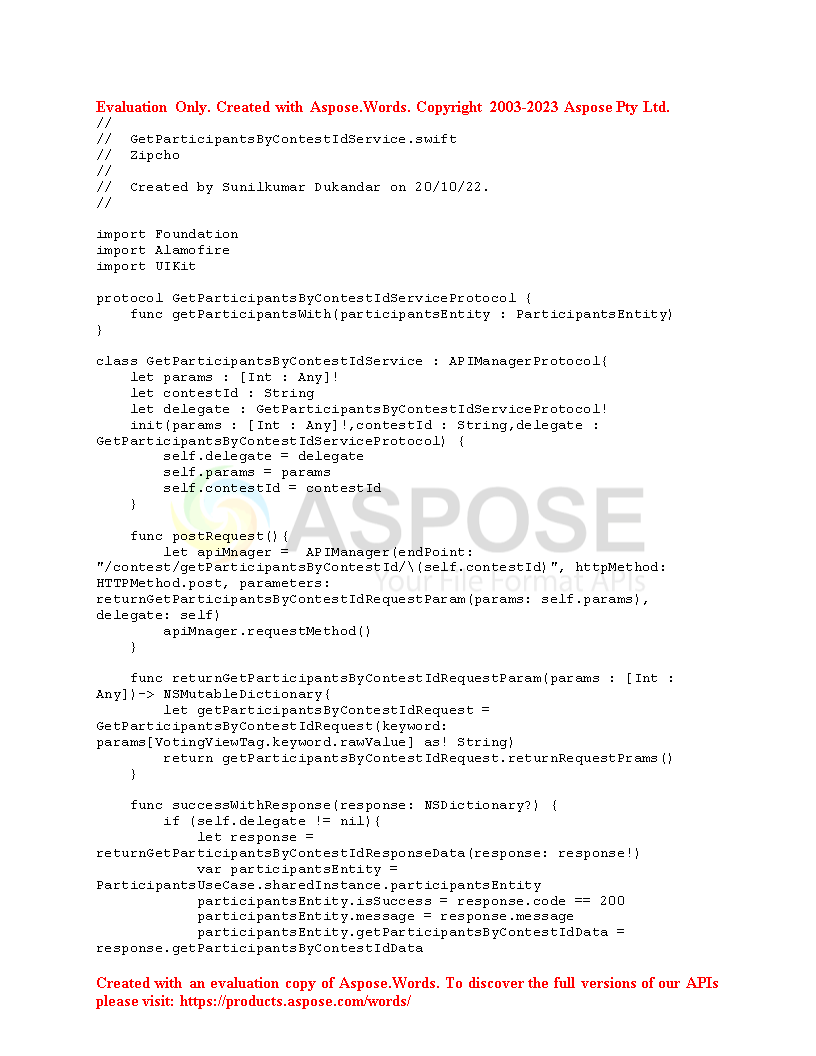 Evaluation Only. Created with Aspose.Words. Copyright 2003-2023 Aspose Pty Ltd.
//
//  GetParticipantsByContestIdService.swift
//  Zipcho
//
//  Created by Sunilkumar Dukandar on 20/10/22.
//
import Foundation
import Alamofire
import UIKit
protocol GetParticipantsByContestIdServiceProtocol {
    func getParticipantsWith(participantsEntity : ParticipantsEntity)
}
class GetParticipantsByContestIdService : APIManagerProtocol{
    let params : [Int : Any]!
    let contestId : String
    let delegate : GetParticipantsByContestIdServiceProtocol!
    init(params : [Int : Any]!,contestId : String,delegate :
GetParticipantsByContestIdServiceProtocol) {
        self.delegate = delegate
        self.params = params
        self.contestId = contestId
    }
ASPOSE
Your File Format APIs
    func postRequest(){
        let apiMnager =  APIManager(endPoint:
"/contest/getParticipantsByContestId/\(self.contestId)", httpMethod:
HTTPMethod.post, parameters:
returnGetParticipantsByContestIdRequestParam(params: self.params),
delegate: self)
        apiMnager.requestMethod()
    }
    func returnGetParticipantsByContestIdRequestParam(params : [Int :
Any])-> NSMutableDictionary{
        let getParticipantsByContestIdRequest =
GetParticipantsByContestIdRequest(keyword:
params[VotingViewTag.keyword.rawValue] as! String)
        return getParticipantsByContestIdRequest.returnRequestPrams()
    }
    func successWithResponse(response: NSDictionary?) {
        if (self.delegate != nil){
            let response =
returnGetParticipantsByContestIdResponseData(response: response!)
            var participantsEntity =
ParticipantsUseCase.sharedInstance.participantsEntity
            participantsEntity.isSuccess = response.code == 200
            participantsEntity.message = response.message
            participantsEntity.getParticipantsByContestIdData =
response.getParticipantsByContestIdData
Created with an evaluation copy of Aspose.Words. To discover the full versions of our APIs
please visit: https://products.aspose.com/words/